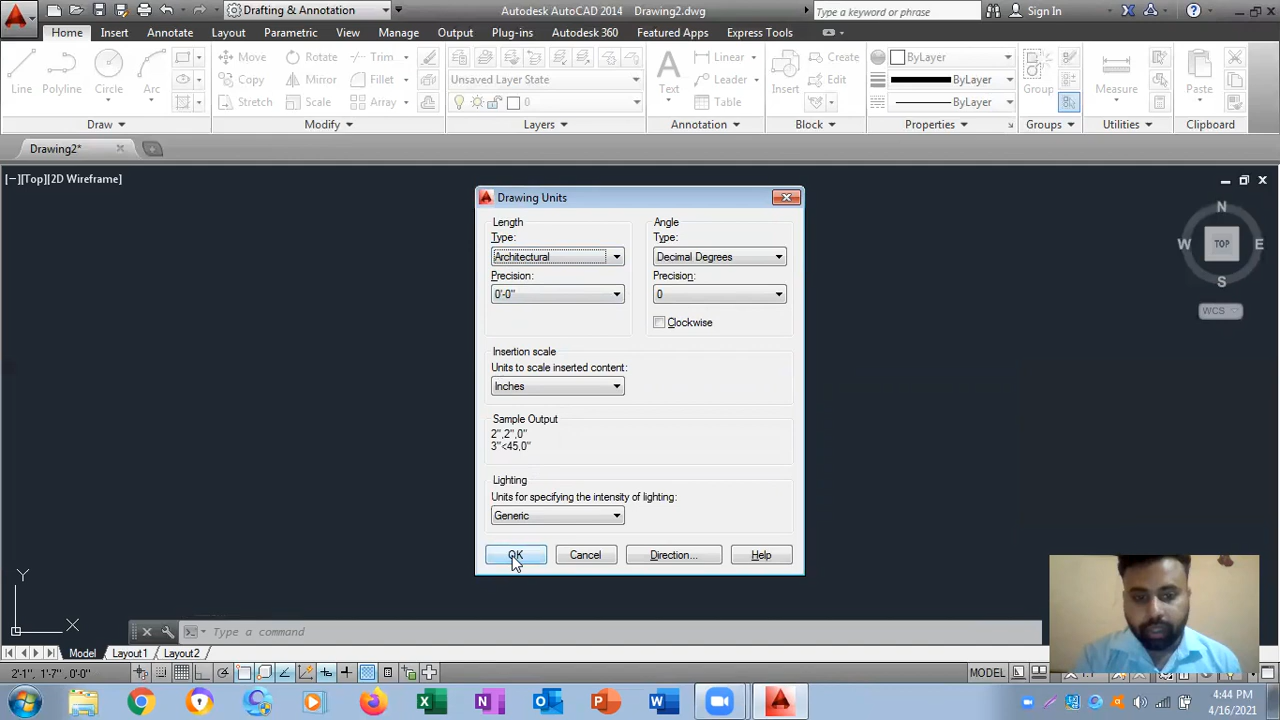 Drafting & Annotation
Autodesk AutoCAD 2014 Drawing2.dwg
Type a keyword or phrase
Sign In
Home Insert Annotate Layout Parametric View Manage Output Plug-ins Autodesk 360 Featured Apps Express Tools
Line Polyline Circle Arc
Move Rotate Trim
Copy Mirror Fillet
Stretch Scale Array
Unsaved Layer State
0
Text
Linear
Leader
Table
Insert
Create
Edit
ByLayer
ByLayer
ByLayer
Group
Measure
Paste
Draw Modify Layers Annotation Block Properties Groups Utilities Clipboard
Drawing2*
[−][Top][2D Wireframe]
N
W TOP E
S
WCS
Drawing Units
Length
Type:
Architectural
Precision:
0'-0"
Angle
Type:
Decimal Degrees
Precision:
0
Clockwise
Insertion scale
Units to scale inserted content:
Inches
Sample Output
2",2",0"
3"<45,0"
Lighting
Units for specifying the intensity of lighting:
Generic
OK Cancel Direction... Help
Y
X
Type a command
Model Layout1 Layout2
2'-1", 1'-7", 0'-0"
MODEL
4:44 PM
4/16/2021